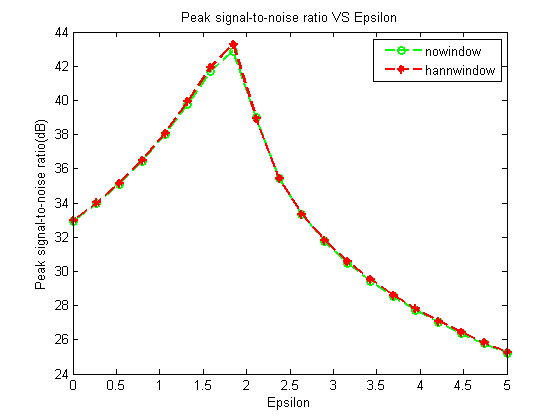 Peak signal-to-noise ratio VS Epsilon
nowindow
hannwindow
Peak signal-to-noise ratio(dB)
44
42
40
38
36
34
32
30
28
26
24
0 0.5 1 1.5 2 2.5 3 3.5 4 4.5 5
Epsilon